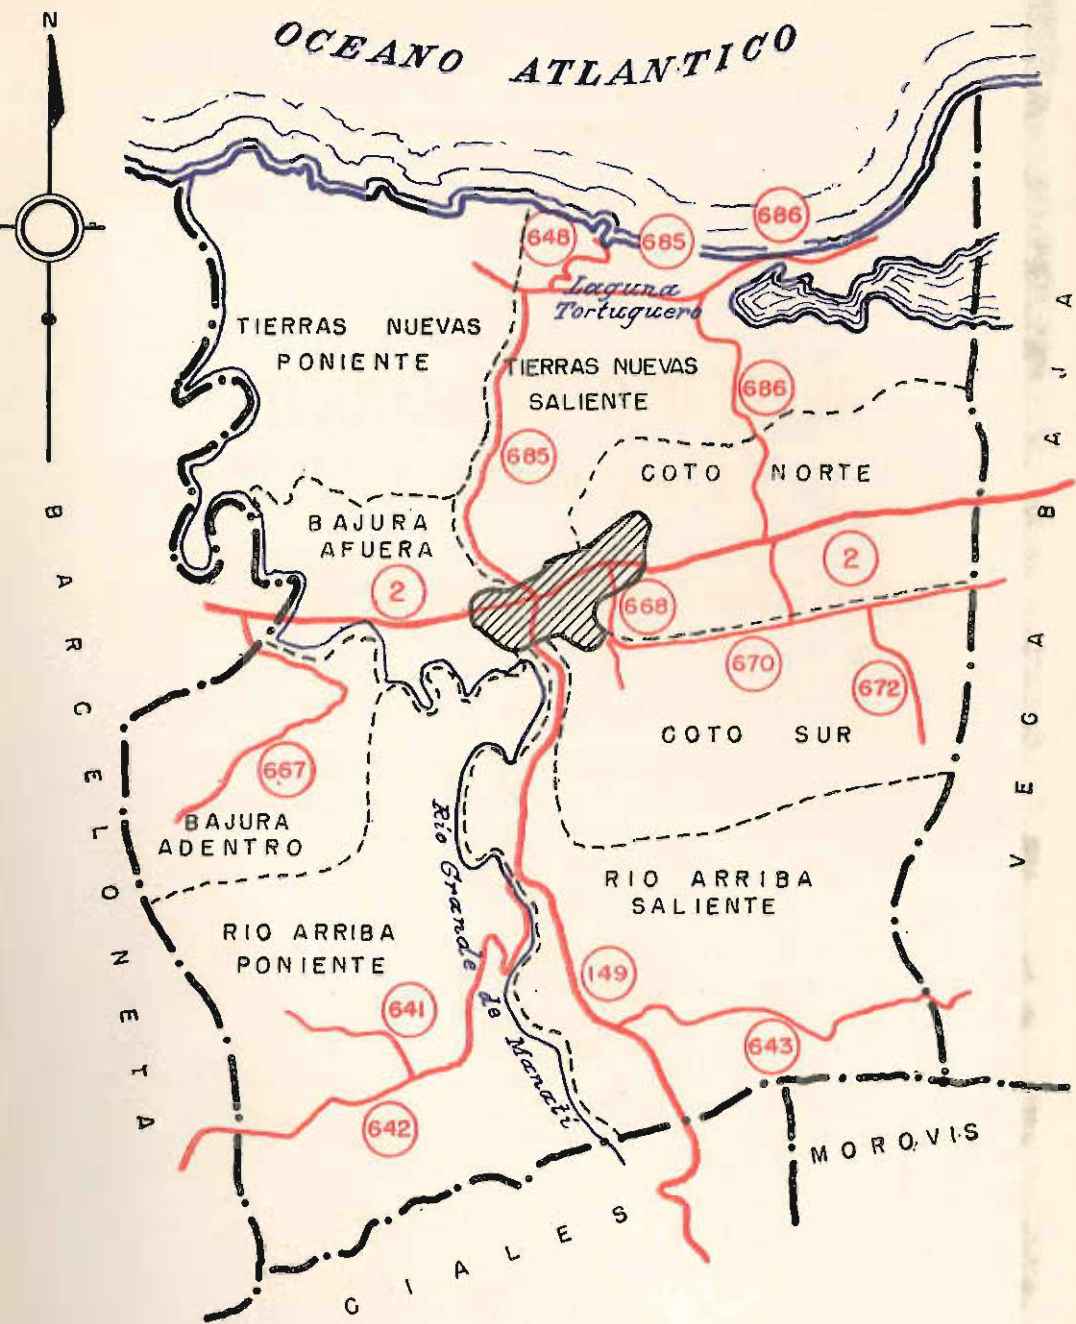 N
OCEANO ATLANTICO
686
648
685
Laguna
Tortuguero
TIERRAS NUEVAS
PONIENTE
TIERRAS NUEVAS
SALIENTE
686
685
COTO NORTE
BAJURA
AFUERA
2
2
668
670
672
COTO SUR
667
BAJURA
ADENTRO
Rio Grande de Manatí
RIO ARRIBA
SALIENTE
RIO ARRIBA
PONIENTE
149
641
643
642
BARCELONETA
VEGA BAJA
MOROVIS
CIALES